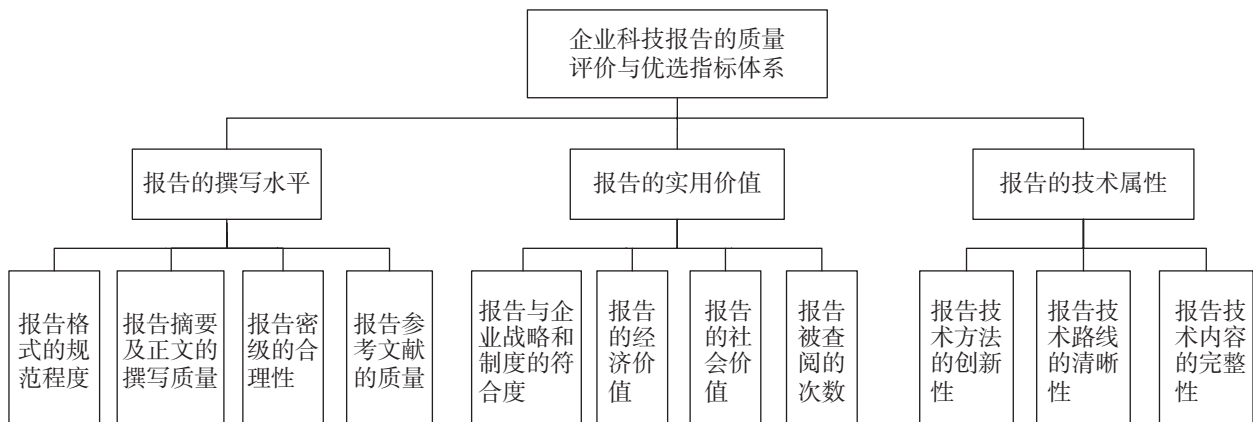 企业科技报告的质量
评价与优选指标体系
报告的撰写水平
报告的实用价值
报告的技术属性
报告格
式的规
范程度
报告摘要
及正文的
撰写质量
报告密
级的合
理性
报告参
考文献
的质量
报告与企
业战略和
制度的符
合度
报告
的经
济价
值
报告
的社
会价
值
报告
被查
阅的
次数
报告技
术方法
的创新
性
报告技
术路线
的清晰
性
报告技
术内容
的完整
性